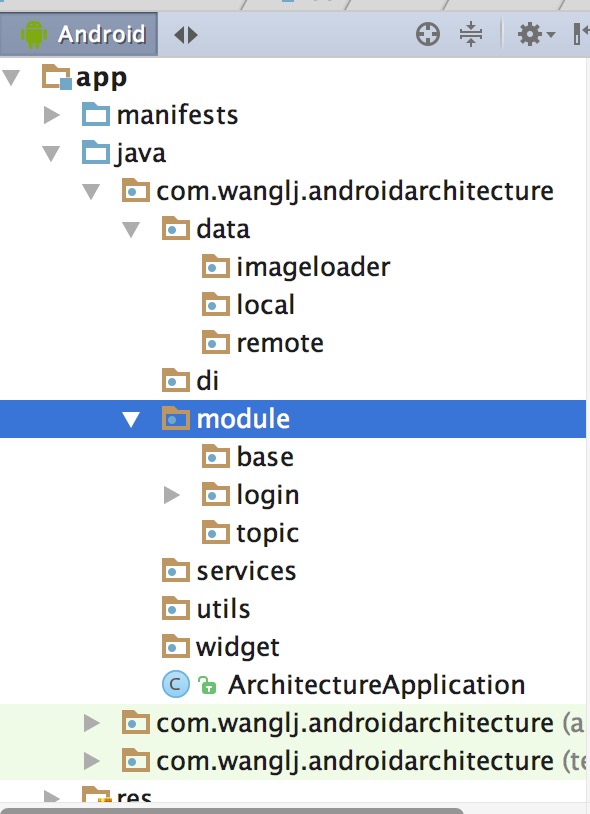 Android
app
manifests
java
com.wanglj.androidarchitecture
data
imageloader
local
remote
di
module
base
login
topic
services
utils
widget
C ArchitectureApplication
com.wanglj.androidarchitecture (a
com.wanglj.androidarchitecture (te
res